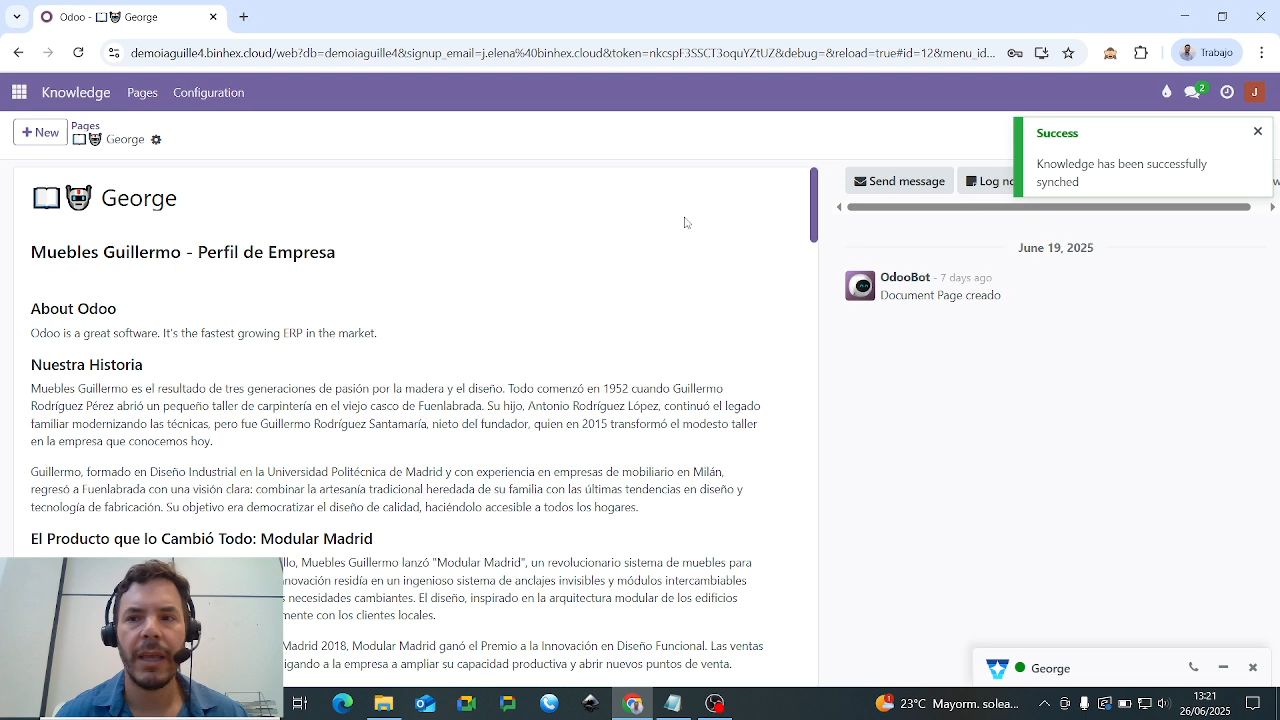 Odoo - 📖🤖 George
demoiaguille4.binhex.cloud/web?db=demoiaguille4&signup_email=j.elena%40binhex.cloud&token=nkcspF3SSCT3oquYZtUZ&debug=&reload=true#id=12&menu_id...
Trabajo
Knowledge Pages Configuration
2
J
+ New
Pages
📖🤖 George
Success
Knowledge has been successfully
synched
Send message
Log no
w
📖🤖 George
Muebles Guillermo - Perfil de Empresa
About Odoo
Odoo is a great software. It's the fastest growing ERP in the market.
Nuestra Historia
Muebles Guillermo es el resultado de tres generaciones de pasión por la madera y el diseño. Todo comenzó en 1952 cuando Guillermo
Rodríguez Pérez abrió un pequeño taller de carpintería en el viejo casco de Fuenlabrada. Su hijo, Antonio Rodríguez López, continuó el legado
familiar modernizando las técnicas, pero fue Guillermo Rodríguez Santamaría, nieto del fundador, quien en 2015 transformó el modesto taller
en la empresa que conocemos hoy.
Guillermo, formado en Diseño Industrial en la Universidad Politécnica de Madrid y con experiencia en empresas de mobiliario en Milán,
regresó a Fuenlabrada con una visión clara: combinar la artesanía tradicional heredada de su familia con las últimas tendencias en diseño y
tecnología de fabricación. Su objetivo era democratizar el diseño de calidad, haciéndolo accesible a todos los hogares.
El Producto que lo Cambió Todo: Modular Madrid
llo, Muebles Guillermo lanzó "Modular Madrid", un revolucionario sistema de muebles para
nnovación residía en un ingenioso sistema de anclajes invisibles y módulos intercambiables
s necesidades cambiantes. El diseño, inspirado en la arquitectura modular de los edificios
mente con los clientes locales.
Madrid 2018, Modular Madrid ganó el Premio a la Innovación en Diseño Funcional. Las ventas
igando a la empresa a ampliar su capacidad productiva y abrir nuevos puntos de venta.
June 19, 2025
OdooBot - 7 days ago
Document Page creado
George
1
23°C Mayorm. solea...
13:21
26/06/2025